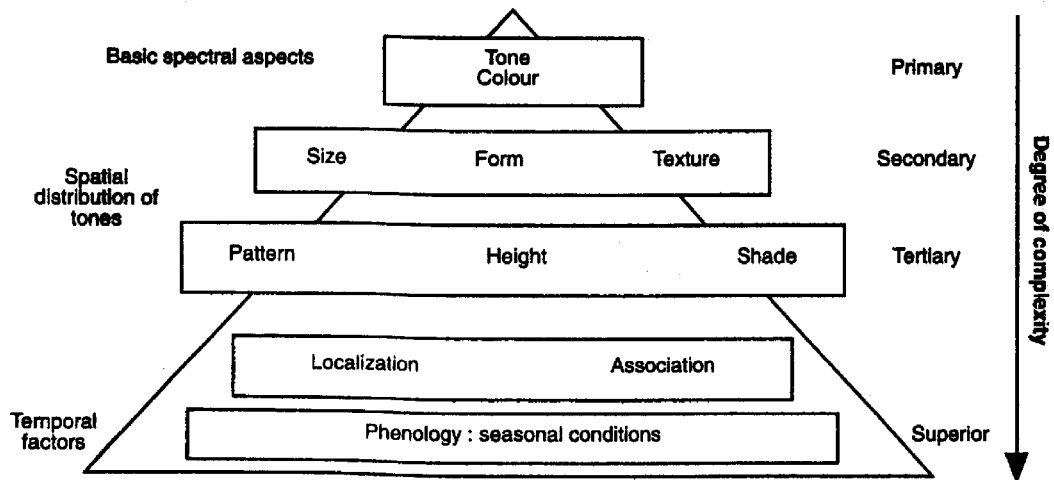 Basic spectral aspects
Tone
Colour
Primary
Size Form Texture
Secondary
Spatial
distribution of
tones
Pattern Height Shade
Tertiary
Degree of complexity
Localization Association
Temporal
factors
Phenology : seasonal conditions
Superior